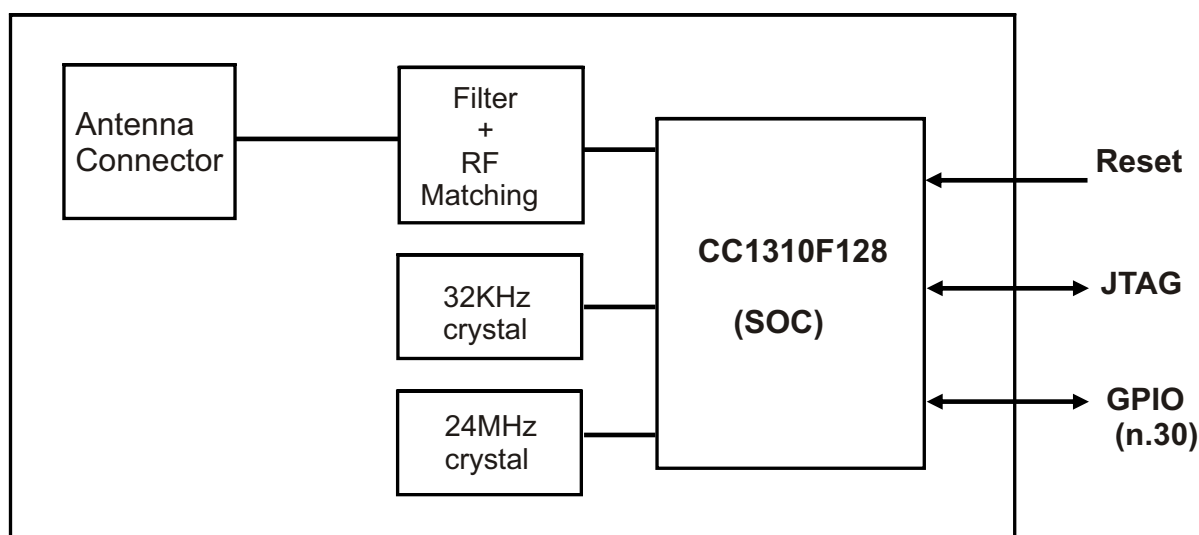 Antenna
Connector
Filter
+
RF
Matching
32KHz
crystal
24MHz
crystal
CC1310F128
(SOC)
Reset
JTAG
GPIO
(n.30)